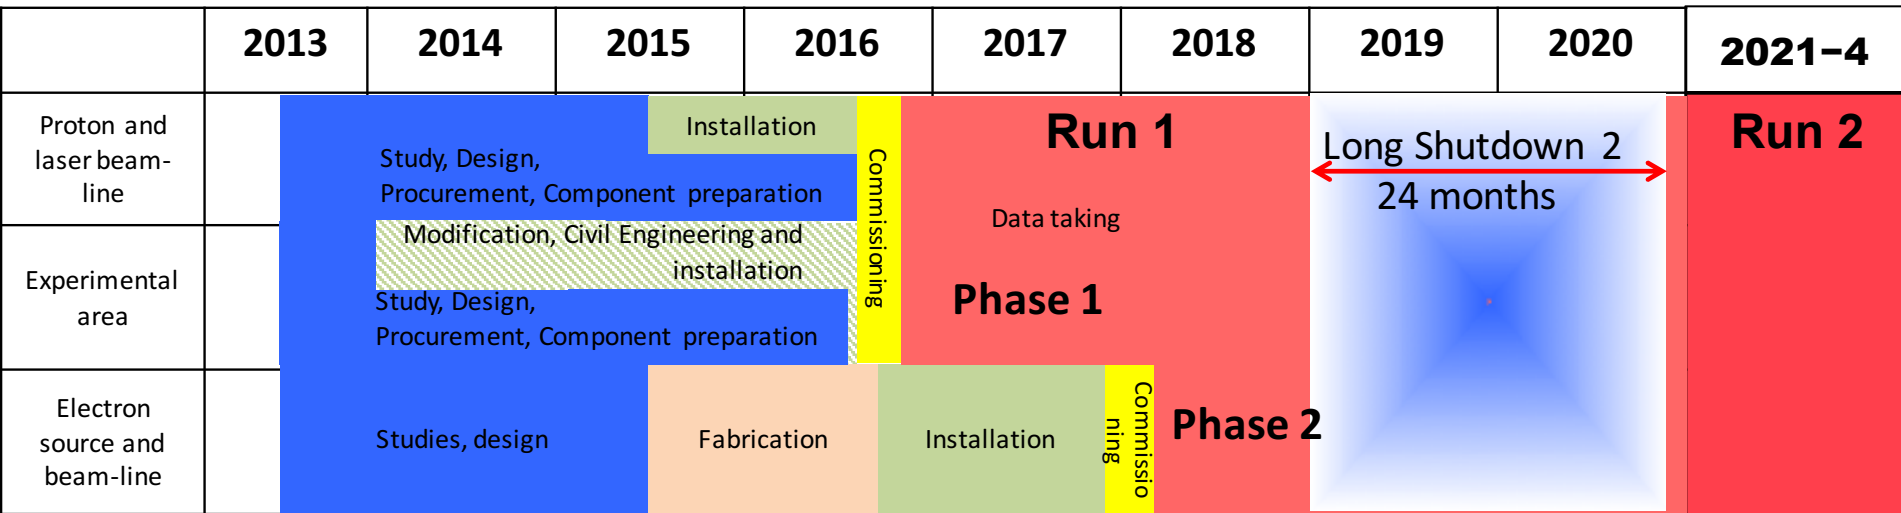 2013
2014
2015
2016
2017
2018
2019
2020
2021–4
Proton and
laser beam-
line
Installation
Study, Design,
Procurement, Component preparation
Commissioning
Run 1
Data taking
Long Shutdown 2
24 months
Run 2
Experimental
area
Modification, Civil Engineering and
installation
Study, Design,
Procurement, Component preparation
Phase 1
Electron
source and
beam-line
Studies, design
Fabrication
Installation
Commissio
ning
Phase 2